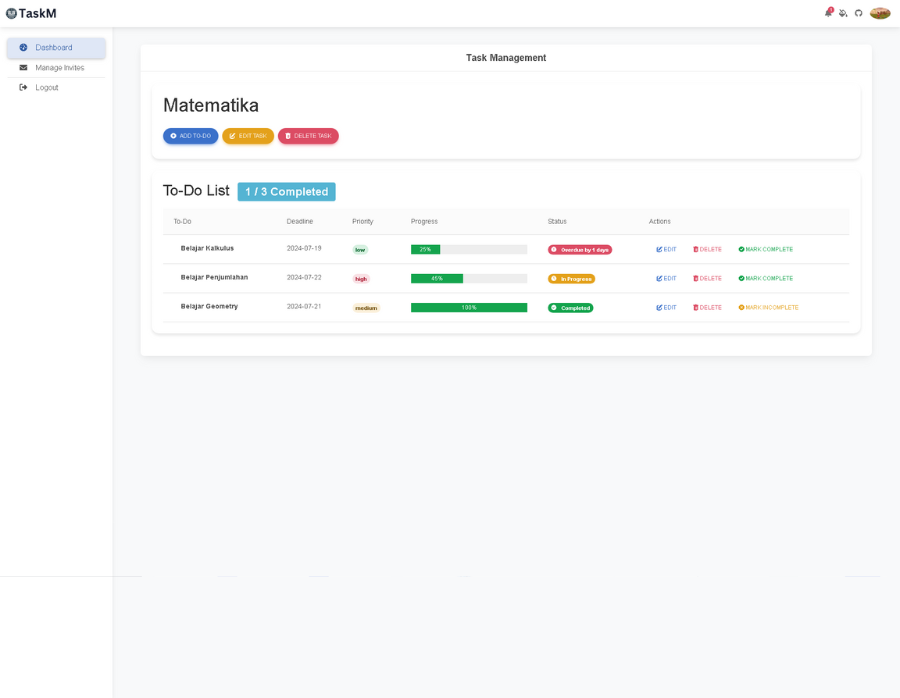 TaskM
1
Dashboard
Manage Invites
Logout
Task Management
Matematika
ADD TO-DO EDIT TASK DELETE TASK
To-Do List 1 / 3 Completed
To-Do Deadline Priority Progress Status Actions
Belajar Kalkulus 2024-07-19 low 25% Overdue by 1 days EDIT DELETE MARK COMPLETE
Belajar Penjumlahan 2024-07-22 high 45% In Progress EDIT DELETE MARK COMPLETE
Belajar Geometry 2024-07-21 medium 100% Completed EDIT DELETE MARK INCOMPLETE